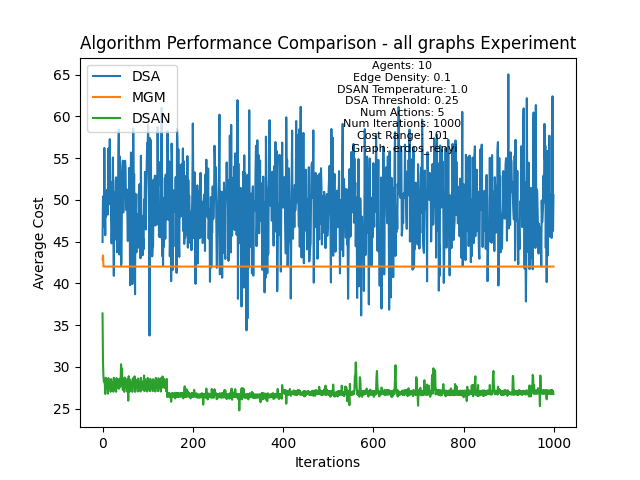 Algorithm Performance Comparison - all graphs Experiment
DSA
MGM
DSAN
Agents: 10
Edge Density: 0.1
DSAN Temperature: 1.0
DSA Threshold: 0.25
Num Actions: 5
Num Iterations: 1000
Cost Range: 101
Graph: erdos_renyi
Average Cost
65
60
55
50
45
40
35
30
25
0
200
400
600
800
1000
Iterations